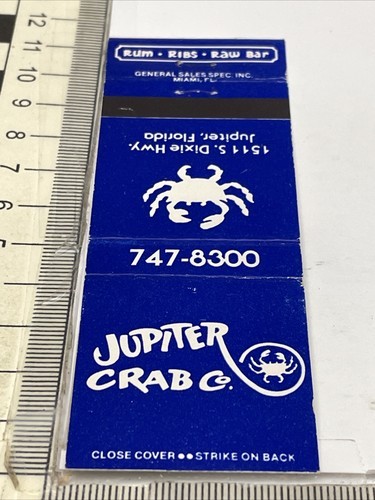 Rum • Ribs • Raw Bar
GENERAL SALES SPEC. INC.
MIAMI, FL.
1511 S. Dixie Hwy.
Jupiter, Florida
747-8300
JUPITER
CRAB Co.
CLOSE COVER ●● STRIKE ON BACK
12
11
10
9
8
7
6
5